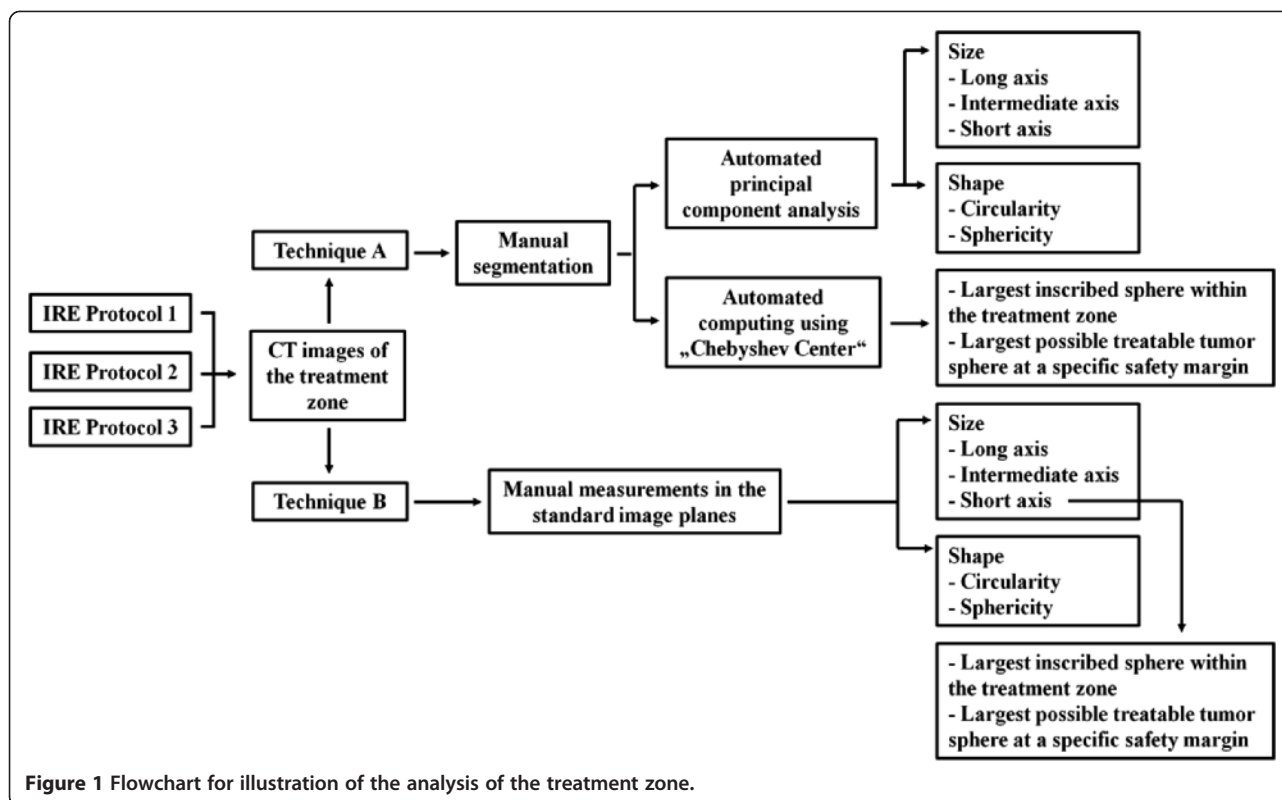 IRE Protocol 1
IRE Protocol 2
IRE Protocol 3
CT images of
the treatment
zone
Technique A
Manual
segmentation
Automated
principal
component analysis
Size
- Long axis
- Intermediate axis
- Short axis
Shape
- Circularity
- Sphericity
Automated
computing using
„Chebyshev Center“
- Largest inscribed sphere within
the treatment zone
- Largest possible treatable tumor
sphere at a specific safety margin
Technique B
Manual measurements in the
standard image planes
Size
- Long axis
- Intermediate axis
- Short axis
Shape
- Circularity
- Sphericity
- Largest inscribed sphere within
the treatment zone
- Largest possible treatable tumor
sphere at a specific safety margin
Figure 1 Flowchart for illustration of the analysis of the treatment zone.